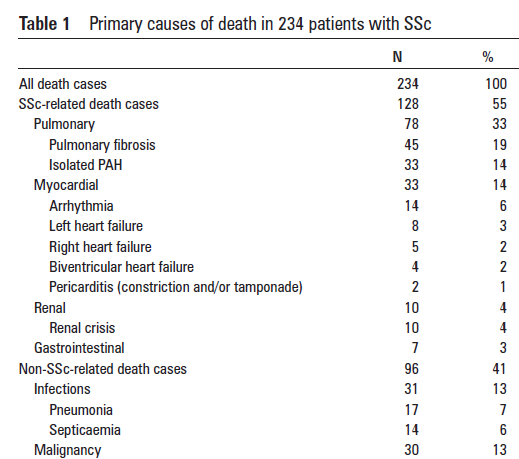 Table 1 Primary causes of death in 234 patients with SSc
N %
All death cases 234 100
SSc-related death cases 128 55
Pulmonary 78 33
Pulmonary fibrosis 45 19
Isolated PAH 33 14
Myocardial 33 14
Arrhythmia 14 6
Left heart failure 8 3
Right heart failure 5 2
Biventricular heart failure 4 2
Pericarditis (constriction and/or tamponade) 2 1
Renal 10 4
Renal crisis 10 4
Gastrointestinal 7 3
Non-SSc-related death cases 96 41
Infections 31 13
Pneumonia 17 7
Septicaemia 14 6
Malignancy 30 13